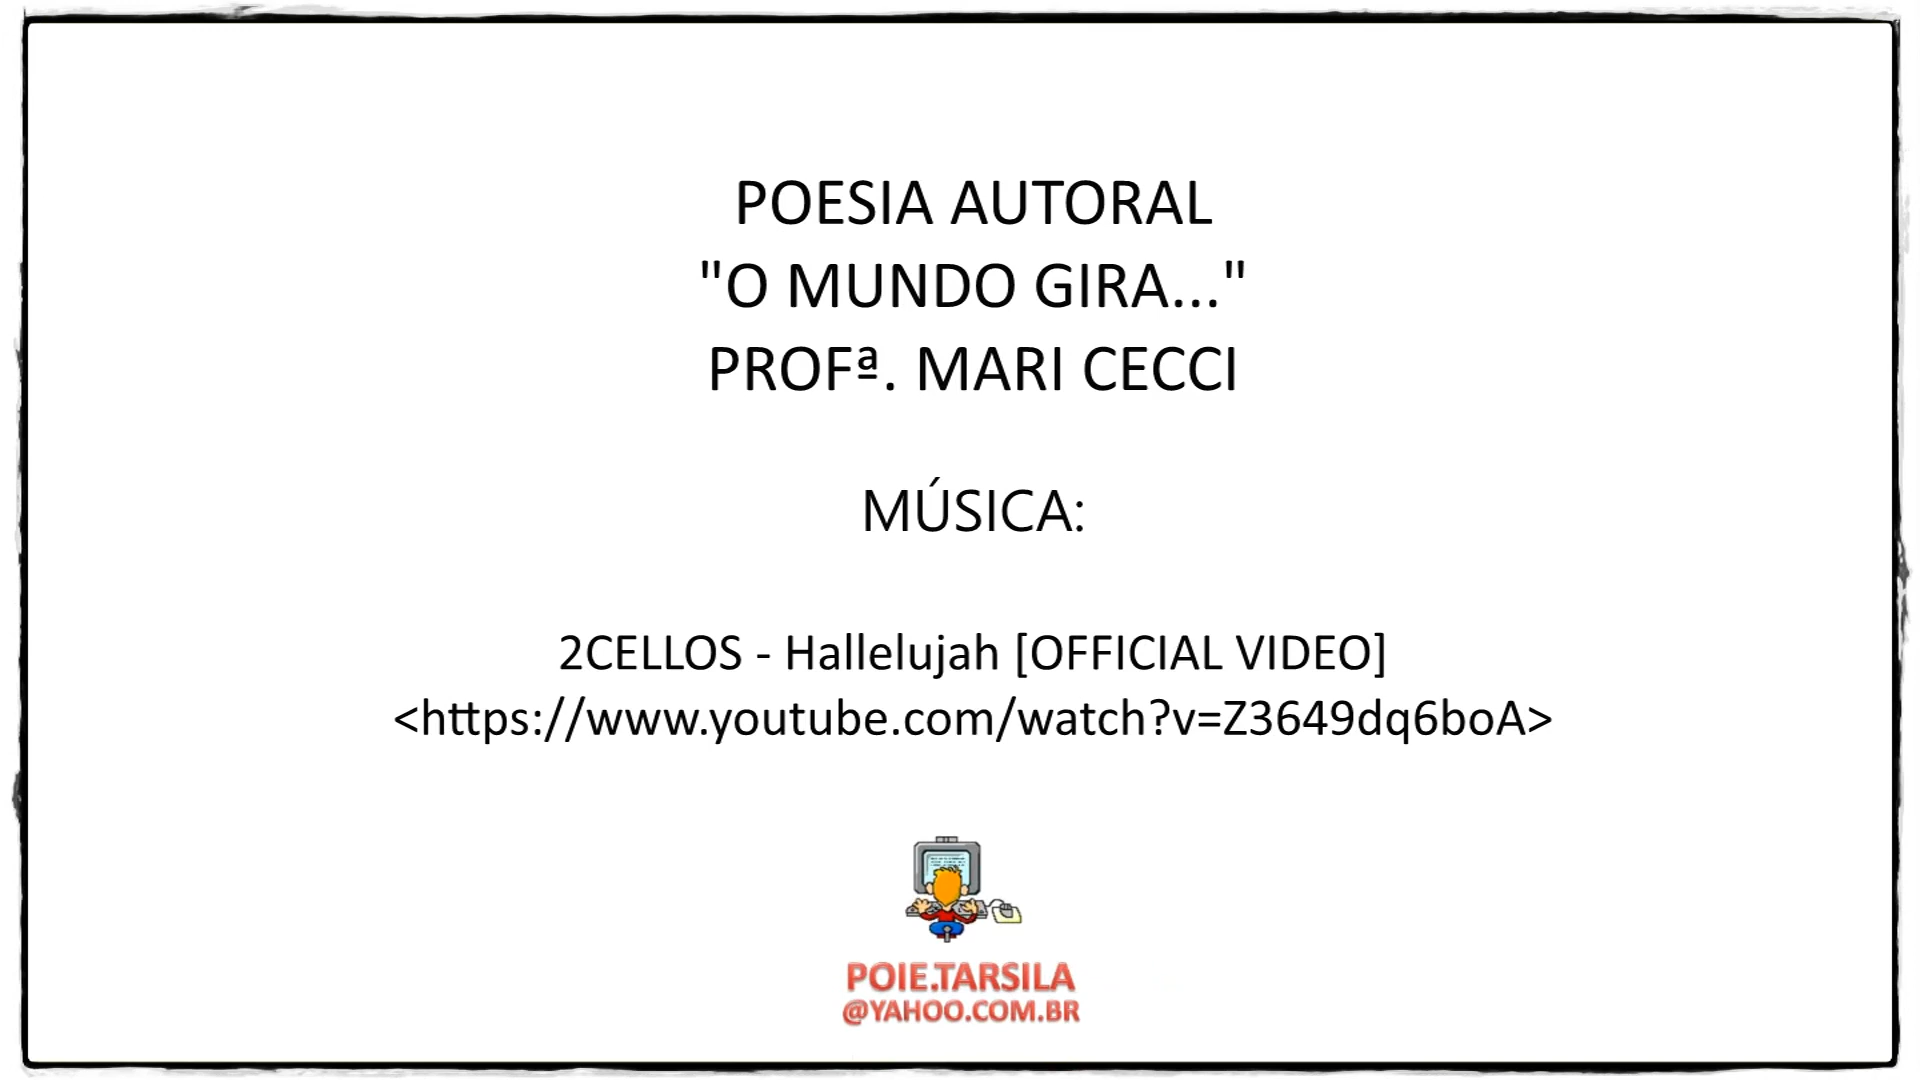 POESIA AUTORAL
"O MUNDO GIRA..."
PROFª. MARI CECCI
MÚSICA:
2CELLOS - Hallelujah [OFFICIAL VIDEO]
<https://www.youtube.com/watch?v=Z3649dq6boA>
POIE.TARSILA
@YAHOO.COM.BR